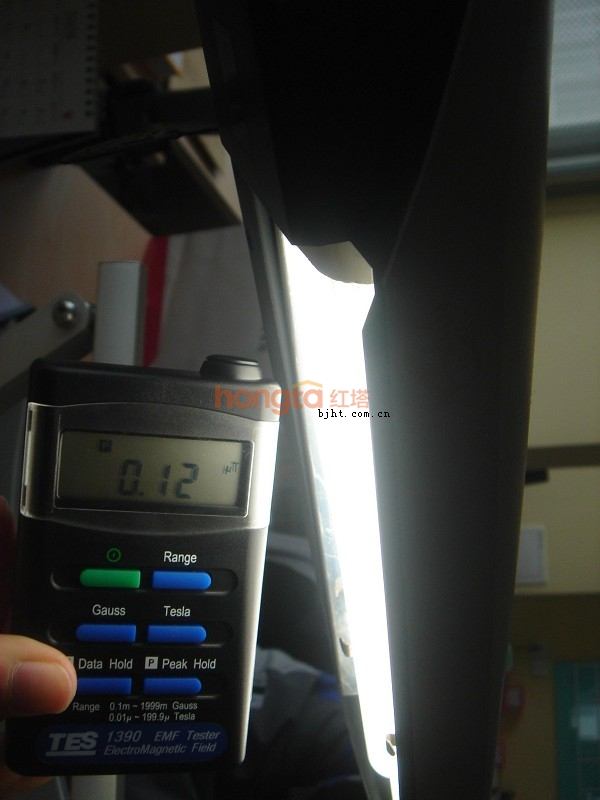 hongta 红塔
bjht.com.cn
P
0.12 μT
Range
Gauss Tesla
Data Hold P Peak Hold
Range 0.1m ~ 1999m Gauss
0.01μ ~ 199.9μ Tesla
TES 1390 EMF Tester
ElectroMagnetic Field